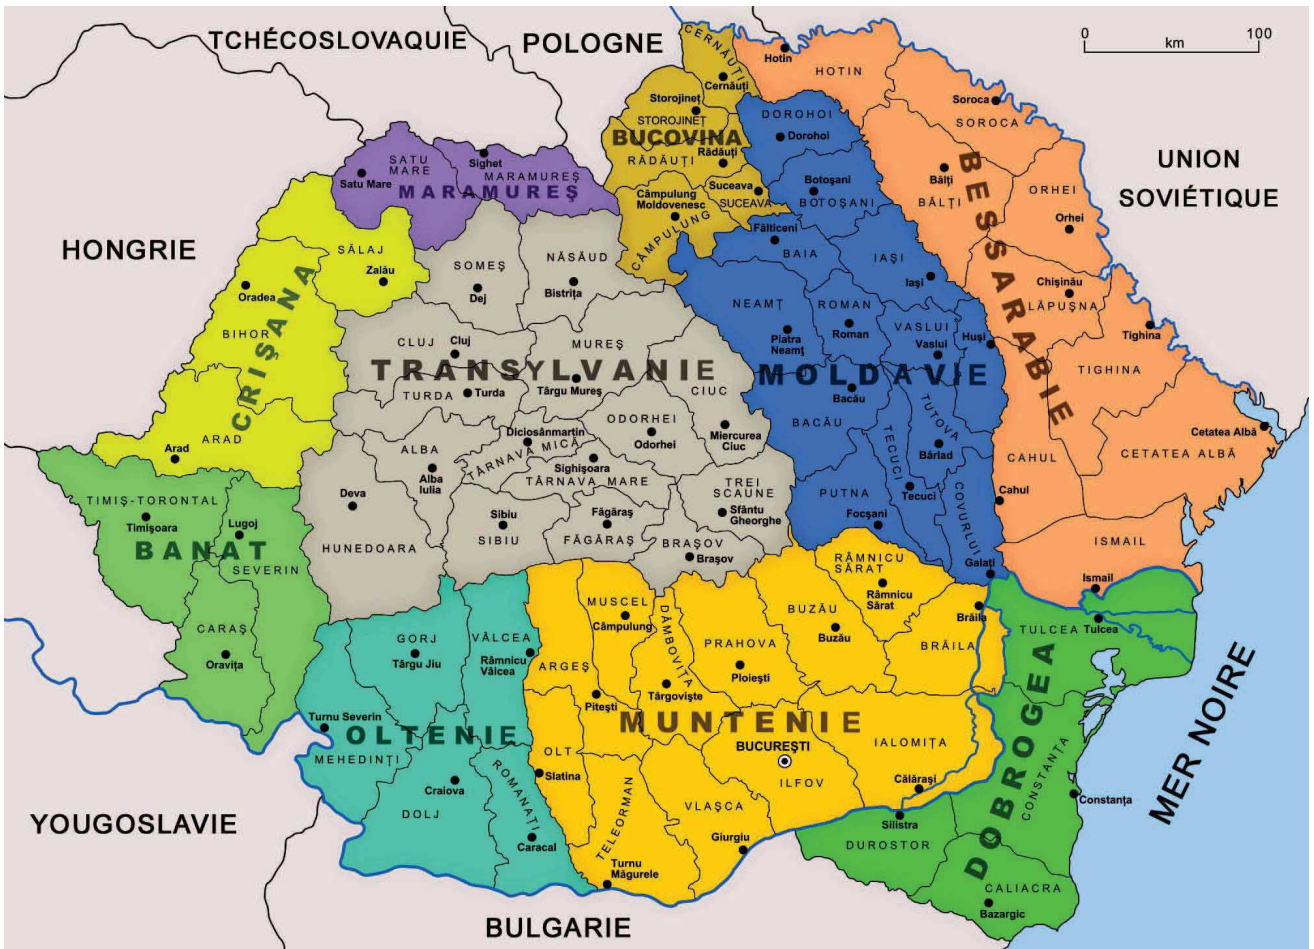 TCHÉCOSLOVAQUIE
POLOGNE
0 100
km
HONGRIE
UNION
SOVIÉTIQUE
YOUGOSLAVIE
BULGARIE
MER NOIRE
BUCOVINA
CERNĂUȚI
Cernăuți
Storojineț
STOROJINEȚ
RĂDĂUȚI
Rădăuți
Suceava
SUCEAVA
Câmpulung
Moldovenesc
CÂMPULUNG
MARAMUREȘ
SATU
MARE
Satu Mare
Sighet
MARAMUREȘ
CRIȘANA
SĂLAJ
Zalău
Oradea
BIHOR
ARAD
Arad
BANAT
TIMIȘ-TORONTAL
Timișoara
Lugoj
SEVERIN
CARAȘ
Oravița
TRANSYLVANIE
SOMEȘ
Dej
NĂSĂUD
Bistrița
CLUJ
Cluj
MUREȘ
Târgu Mureș
TURDA
Turda
CIUC
Miercurea
Ciuc
ODORHEI
Odorhei
ALBA
Alba
Iulia
Diciosânmartin
TÂRNAVA MICĂ
Sighișoara
TÂRNAVA MARE
TREI
SCAUNE
Sfântu
Gheorghe
Deva
HUNEDOARA
Sibiu
SIBIU
Făgăraș
FĂGĂRAȘ
BRAȘOV
Brașov
MOLDAVIE
DOROHOI
Dorohoi
Botoșani
BOTOȘANI
Fălticeni
BAIA
IAȘI
Iași
NEAMȚ
Piatra
Neamț
ROMAN
Roman
VASLUI
Vaslui
Huși
Bacău
BACĂU
TUTOVA
Bârlad
TECUCI
Tecuci
PUTNA
Focșani
COVURLUI
Galați
BESSARABIE
Hotin
HOTIN
Soroca
SOROCA
Bălți
BĂLȚI
ORHEI
Orhei
Chișinău
LĂPUȘNA
Tighina
TIGHINA
Cetatea Albă
CETATEA ALBĂ
CAHUL
Cahul
ISMAIL
Ismail
OLTENIE
GORJ
Târgu Jiu
VÂLCEA
Râmnicu
Vâlcea
Turnu Severin
MEHEDINȚI
Craiova
DOLJ
ROMANAȚI
Caracal
MUNTENIE
MUSCEL
Câmpulung
ARGEȘ
Pitești
DÂMBOVIȚA
Târgoviște
PRAHOVA
Ploiești
BUZĂU
Buzău
RÂMNICU
SĂRAT
Râmnicu
Sărat
BRĂILA
Brăila
OLT
Slatina
TELEORMAN
Turnu
Măgurele
VLAȘCA
Giurgiu
BUCUREȘTI
ILFOV
IALOMIȚA
Călărași
DOBROGEA
TULCEA
Tulcea
CONSTANȚA
Constanța
Silistra
DUROSTOR
CALIACRA
Bazargic